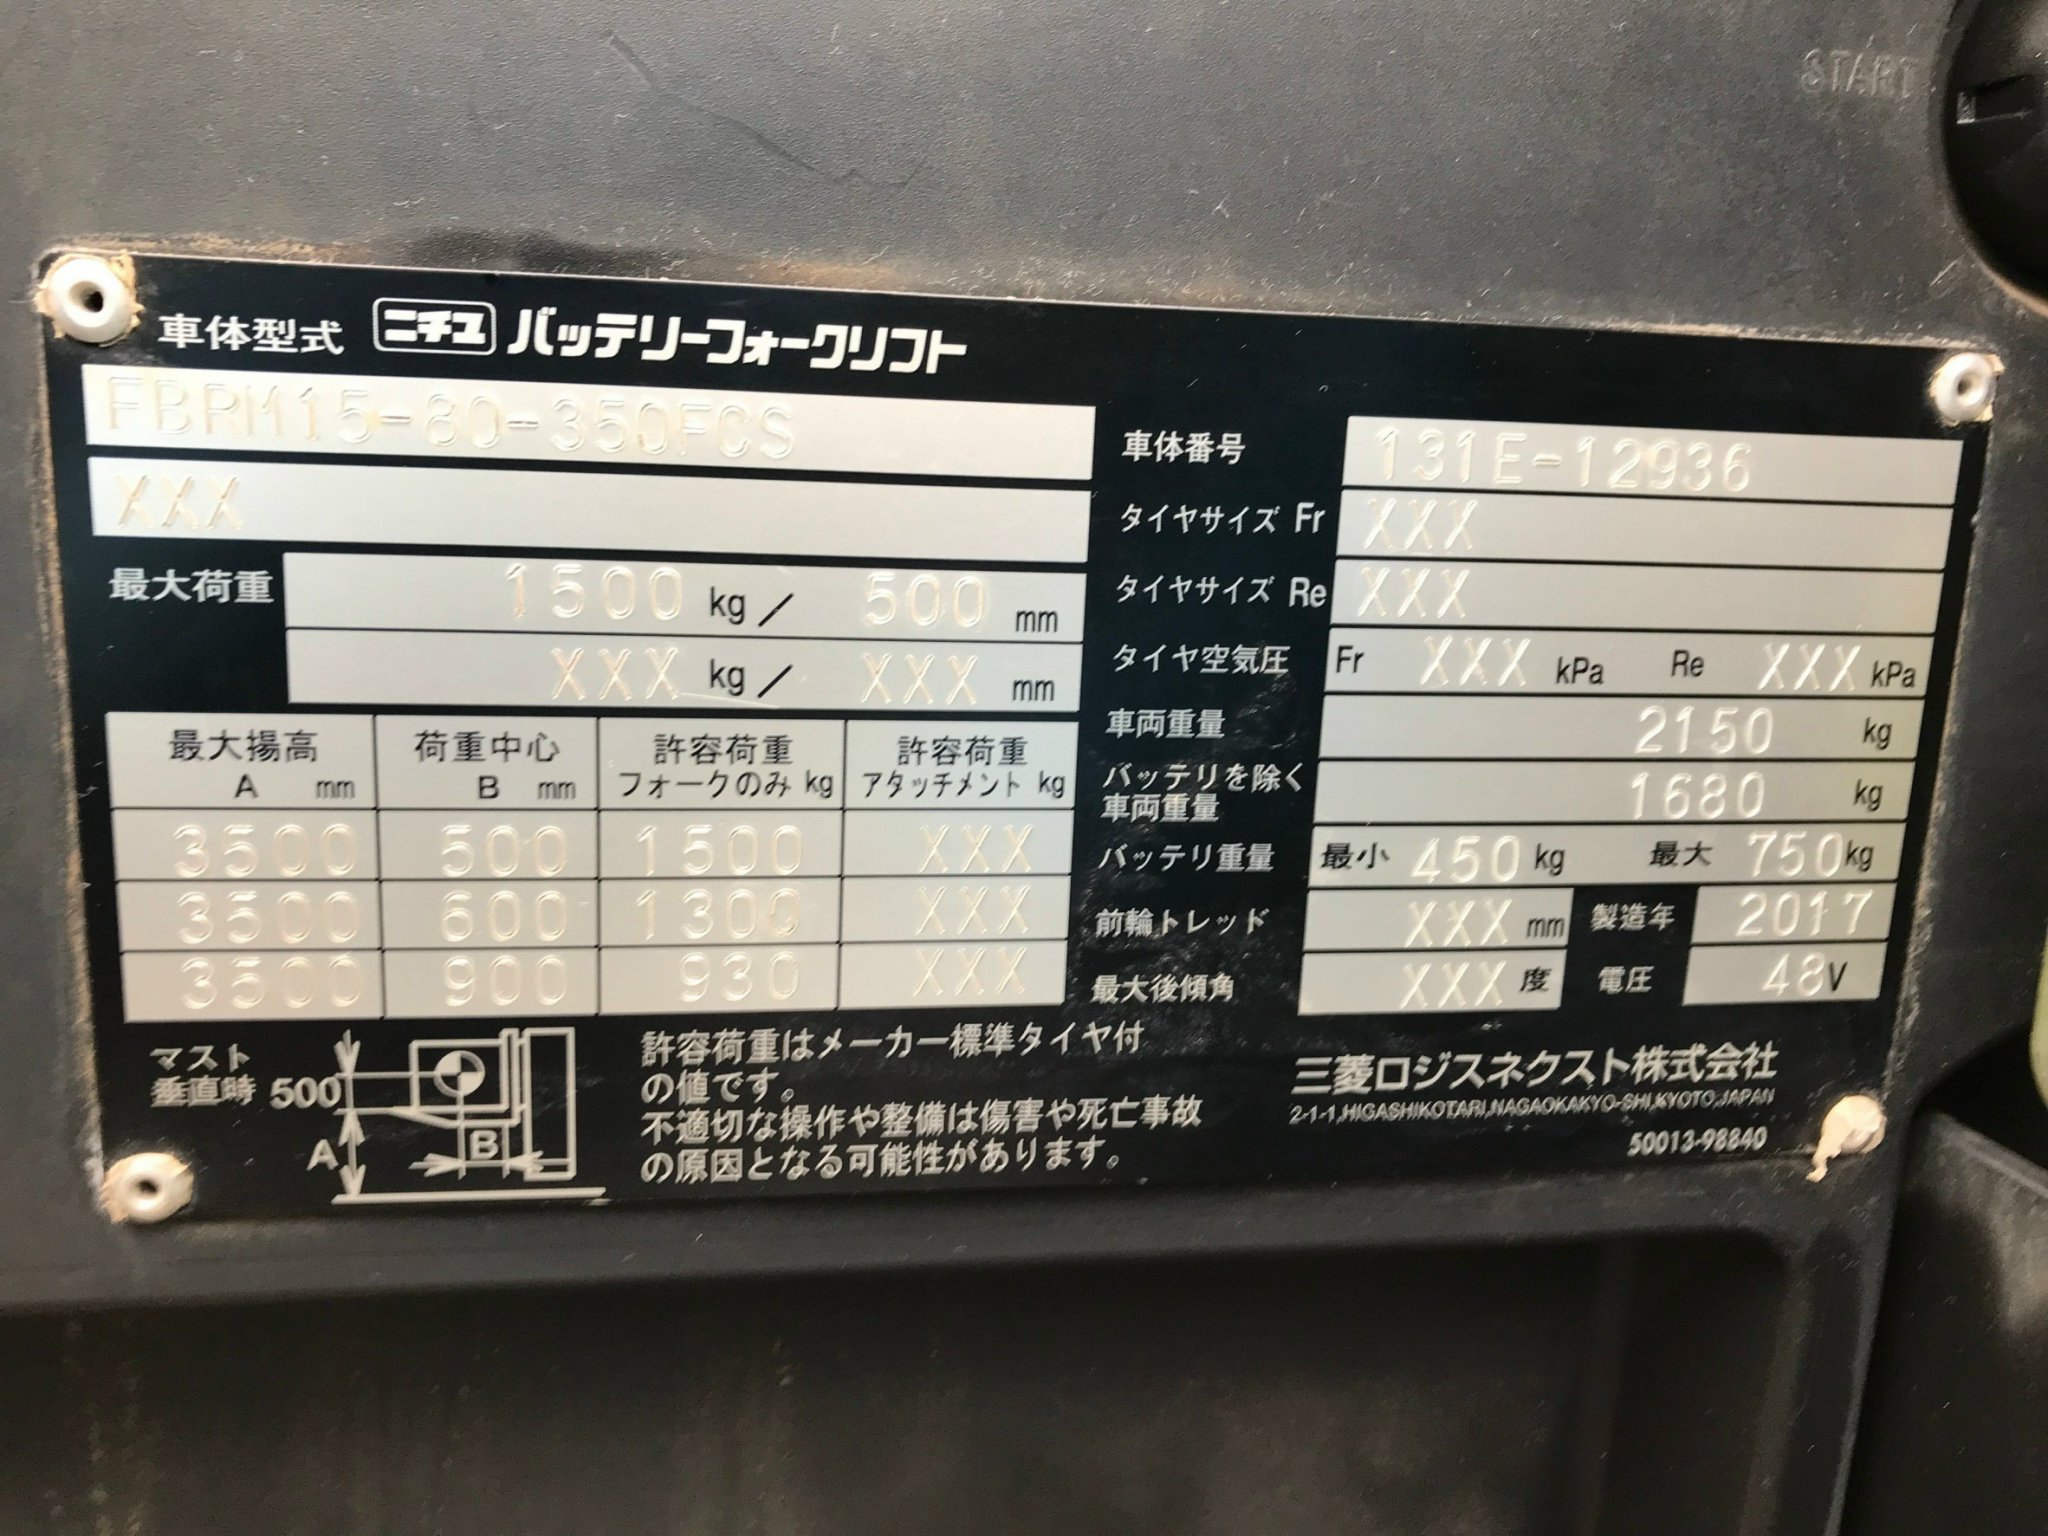 START
車体型式 ニチユ バッテリーフォークリフト
FBRM15-80-350FCS
XXX
最大荷重 1500 kg／ 500 mm
XXX kg／ XXX mm
最大揚高 A mm 荷重中心 B mm 許容荷重 フォークのみ kg 許容荷重 アタッチメント kg
3500 500 1500 XXX
3500 600 1300 XXX
3500 900 930 XXX
車体番号 131E-12936
タイヤサイズ Fr XXX
タイヤサイズ Re XXX
タイヤ空気圧 Fr XXX kPa Re XXX kPa
車両重量 2150 kg
バッテリを除く
車両重量 1680 kg
バッテリ重量 最小 450 kg 最大 750 kg
前輪トレッド XXX mm 製造年 2017
最大後傾角 XXX 度 電圧 48V
マスト
垂直時 500
A
B
許容荷重はメーカー標準タイヤ付
の値です。
不適切な操作や整備は傷害や死亡事故
の原因となる可能性があります。
三菱ロジスネクスト株式会社
2-1-1,HIGASHIKOTARI,NAGAOKAKYO-SHI,KYOTO,JAPAN
50013-98840